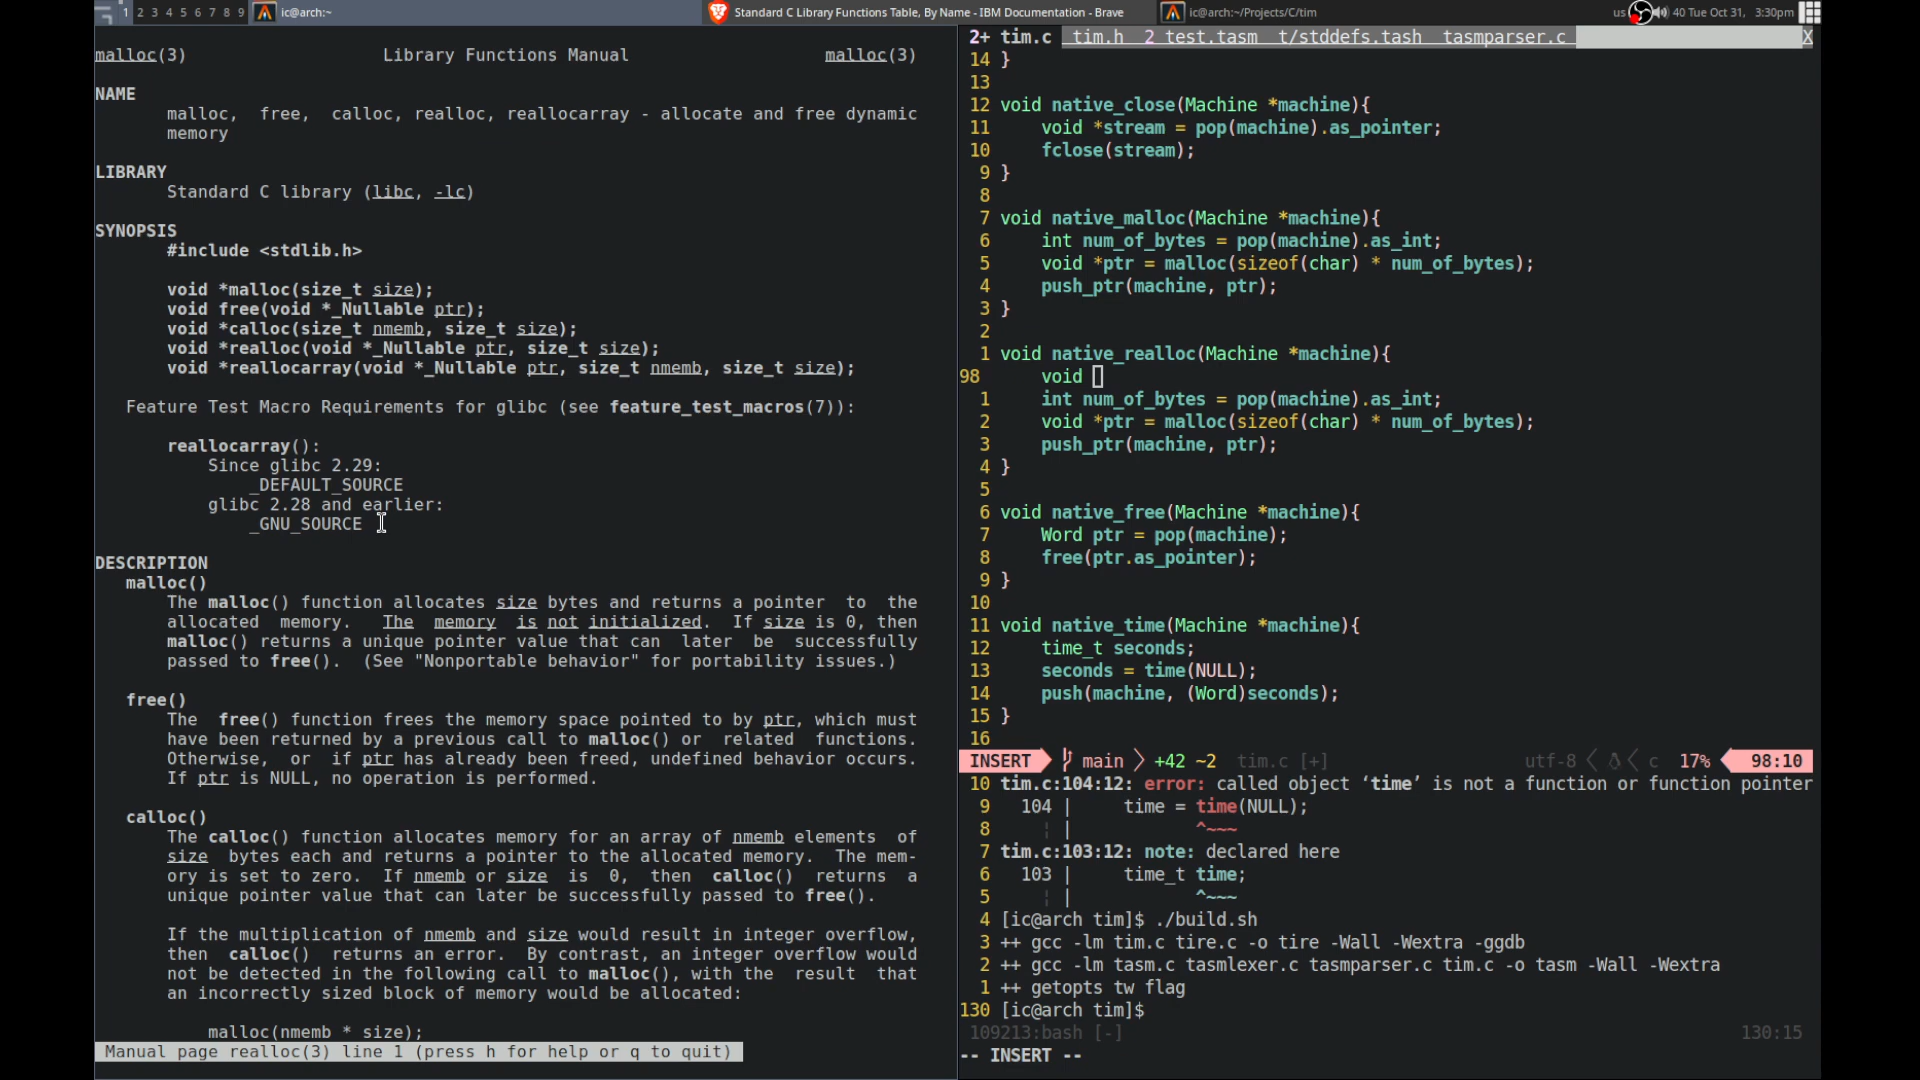 1 2 3 4 5 6 7 8 9 ic@arch:~ Standard C Library Functions Table, By Name - IBM Documentation - Brave ic@arch:~/Projects/C/tim us 40 Tue Oct 31, 3:30pm
malloc(3) Library Functions Manual malloc(3)
NAME
malloc, free, calloc, realloc, reallocarray - allocate and free dynamic
memory
LIBRARY
Standard C library (libc, -lc)
SYNOPSIS
#include <stdlib.h>
void *malloc(size_t size);
void free(void *_Nullable ptr);
void *calloc(size_t nmemb, size_t size);
void *realloc(void *_Nullable ptr, size_t size);
void *reallocarray(void *_Nullable ptr, size_t nmemb, size_t size);
Feature Test Macro Requirements for glibc (see feature_test_macros(7)):
reallocarray():
Since glibc 2.29:
_DEFAULT_SOURCE
glibc 2.28 and earlier:
_GNU_SOURCE
DESCRIPTION
malloc()
The malloc() function allocates size bytes and returns a pointer to the
allocated memory. The memory is not initialized. If size is 0, then
malloc() returns a unique pointer value that can later be successfully
passed to free(). (See "Nonportable behavior" for portability issues.)
free()
The free() function frees the memory space pointed to by ptr, which must
have been returned by a previous call to malloc() or related functions.
Otherwise, or if ptr has already been freed, undefined behavior occurs.
If ptr is NULL, no operation is performed.
calloc()
The calloc() function allocates memory for an array of nmemb elements of
size bytes each and returns a pointer to the allocated memory. The mem-
ory is set to zero. If nmemb or size is 0, then calloc() returns a
unique pointer value that can later be successfully passed to free().
If the multiplication of nmemb and size would result in integer overflow,
then calloc() returns an error. By contrast, an integer overflow would
not be detected in the following call to malloc(), with the result that
an incorrectly sized block of memory would be allocated:
malloc(nmemb * size);
Manual page realloc(3) line 1 (press h for help or q to quit)
2+ tim.c tim.h 2 test.tasm t/stddefs.tash tasmparser.c X
14 }
13
12 void native_close(Machine *machine){
11 void *stream = pop(machine).as_pointer;
10 fclose(stream);
9 }
8
7 void native_malloc(Machine *machine){
6 int num_of_bytes = pop(machine).as_int;
5 void *ptr = malloc(sizeof(char) * num_of_bytes);
4 push_ptr(machine, ptr);
3 }
2
1 void native_realloc(Machine *machine){
98 void
1 int num_of_bytes = pop(machine).as_int;
2 void *ptr = malloc(sizeof(char) * num_of_bytes);
3 push_ptr(machine, ptr);
4 }
5
6 void native_free(Machine *machine){
7 Word ptr = pop(machine);
8 free(ptr.as_pointer);
9 }
10
11 void native_time(Machine *machine){
12 time_t seconds;
13 seconds = time(NULL);
14 push(machine, (Word)seconds);
15 }
16
INSERT main +42 ~2 tim.c [+] utf-8 c 17% 98:10
10 tim.c:104:12: error: called object ‘time’ is not a function or function pointer
9 104 | time = time(NULL);
8 ¦ | ^~~~
7 tim.c:103:12: note: declared here
6 103 | time_t time;
5 ¦ | ^~~~
4 [ic@arch tim]$ ./build.sh
3 ++ gcc -lm tim.c tire.c -o tire -Wall -Wextra -ggdb
2 ++ gcc -lm tasm.c tasmlexer.c tasmparser.c tim.c -o tasm -Wall -Wextra
1 ++ getopts tw flag
130 [ic@arch tim]$
109213:bash [-] 130:15
-- INSERT --